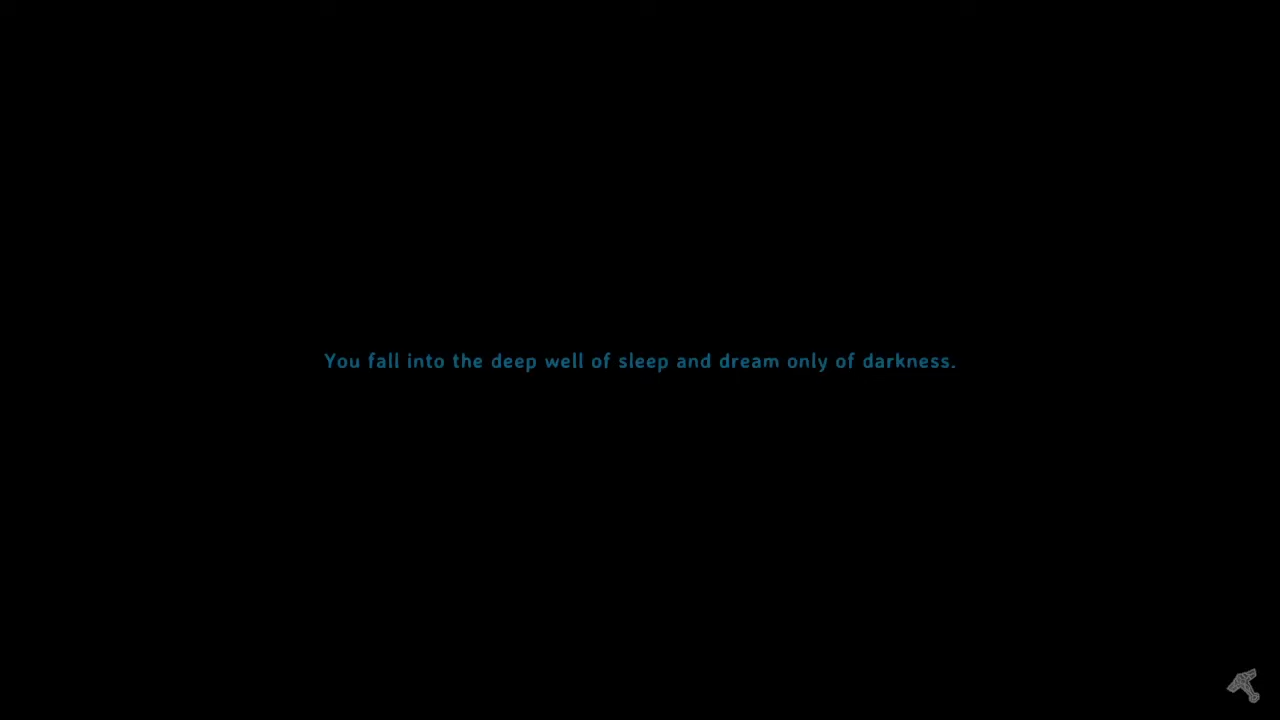 You fall into the deep well of sleep and dream only of darkness.